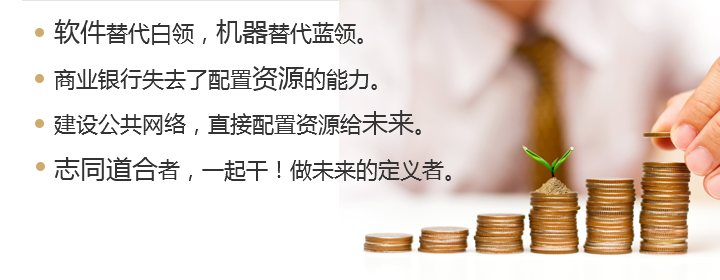 软件替代白领，机器替代蓝领。
商业银行失去了配置资源的能力。
建设公共网络，直接配置资源给未来。
志同道合者，一起干！做未来的定义者。